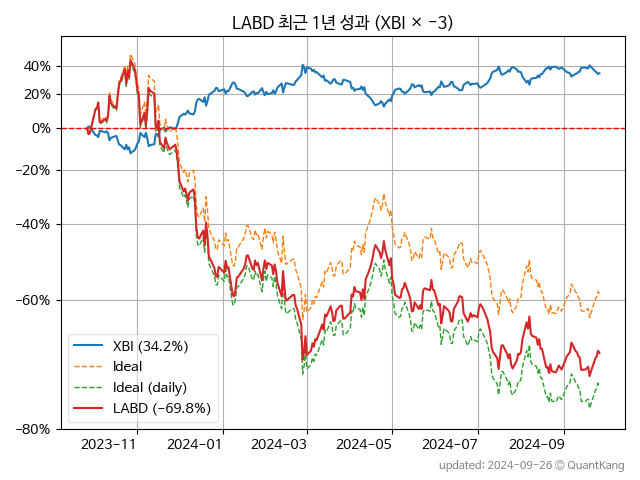 LABD 최근 1년 성과 (XBI × −3)
40%
20%
0%
−20%
−40%
−60%
−80%
XBI (34.2%)
Ideal
Ideal (daily)
LABD (−69.8%)
2023-11
2024-01
2024-03
2024-05
2024-07
2024-09
updated: 2024-09-26 © QuantKang